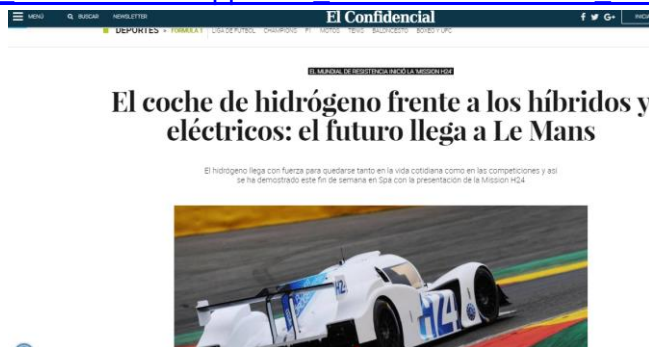 MENÚ BUSCAR NEWSLETTER El Confidencial f G+
DEPORTES > FÓRMULA 1 LIGA DE FÚTBOL CHAMPIONS F1 MOTOS TENIS BALONCESTO BOXEO Y UFC
EL MUNDIAL DE RESISTENCIA INICIÓ LA 'MISSION H24'
El coche de hidrógeno frente a los híbridos y
eléctricos: el futuro llega a Le Mans
El hidrógeno llega con fuerza para quedarse tanto en la vida cotidiana como en las competiciones y así
se ha demostrado este fin de semana en Spa con la presentación de la Mission H24
H24
H24